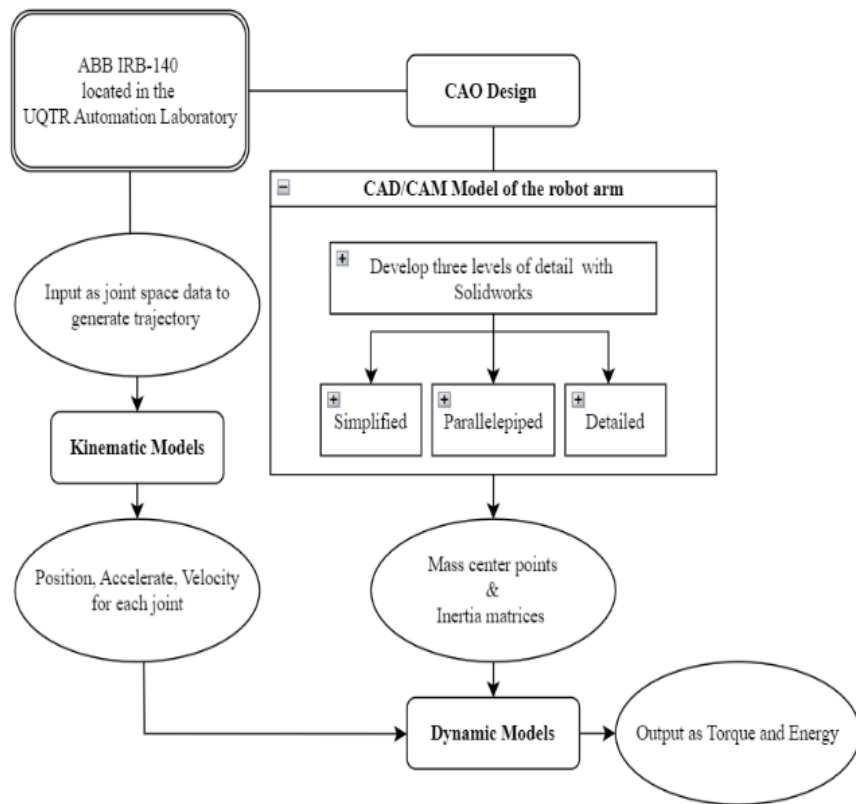 ABB IRB-140
located in the
UQTR Automation Laboratory
CAO Design
CAD/CAM Model of the robot arm
Develop three levels of detail with
Solidworks
Simplified
Parallelepiped
Detailed
Input as joint space data to
generate trajectory
Kinematic Models
Position, Accelerate, Velocity
for each joint
Mass center points
&
Inertia matrices
Dynamic Models
Output as Torque and Energy